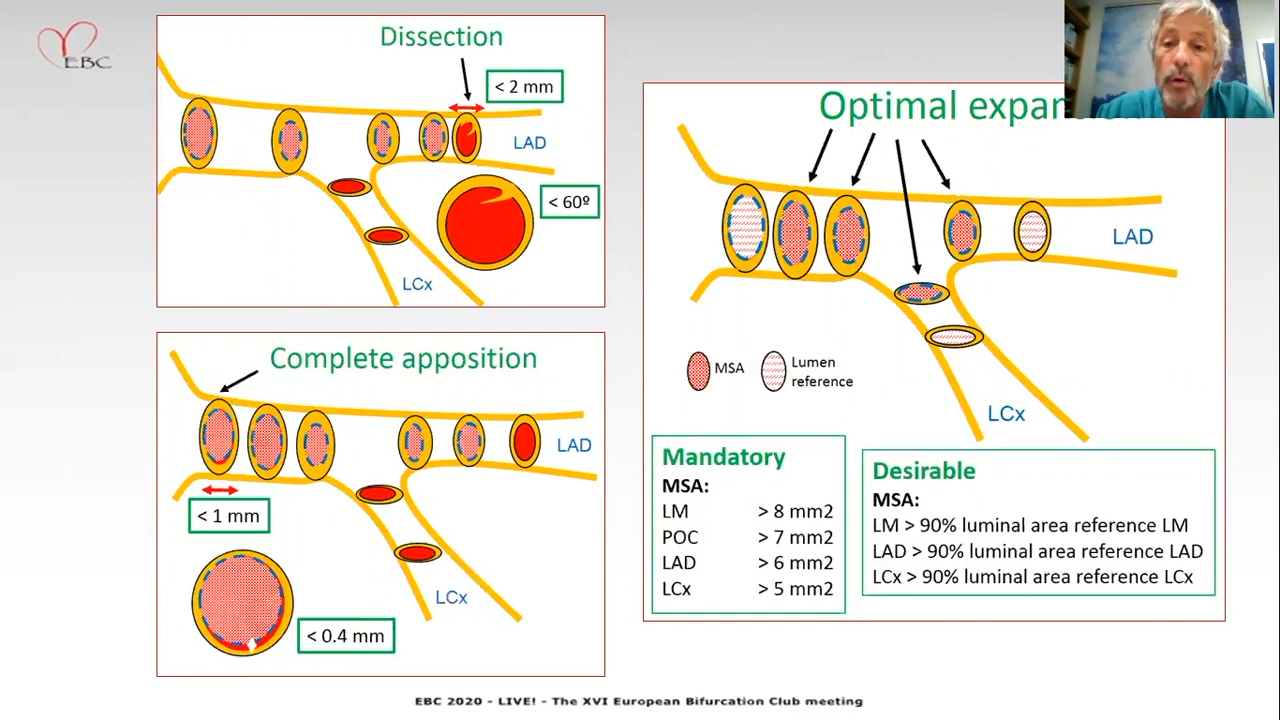 EBC
Dissection
< 2 mm
LAD
< 60º
LCx
Complete apposition
LAD
< 1 mm
LCx
< 0.4 mm
Optimal expan
LAD
MSA
Lumen
reference
LCx
Mandatory
MSA:
LM > 8 mm2
POC > 7 mm2
LAD > 6 mm2
LCx > 5 mm2
Desirable
MSA:
LM > 90% luminal area reference LM
LAD > 90% luminal area reference LAD
LCx > 90% luminal area reference LCx
EBC 2020 - LIVE! - The XVI European Bifurcation Club meeting